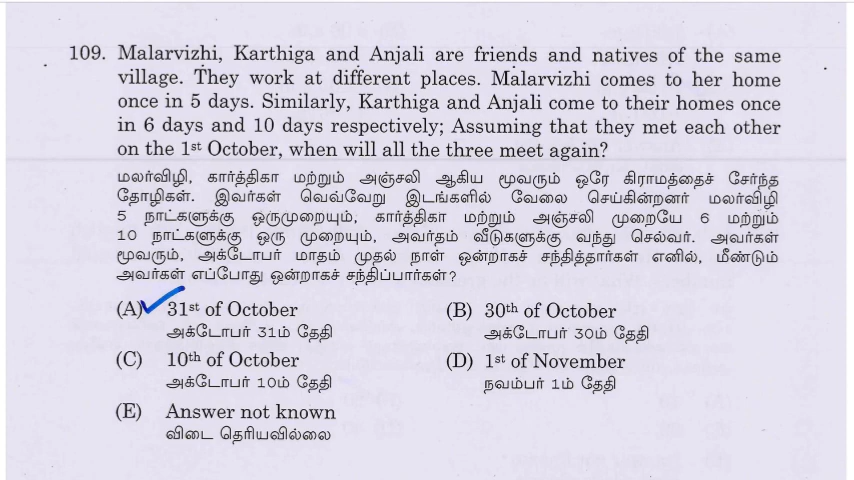 109. Malarvizhi, Karthiga and Anjali are friends and natives of the same
village. They work at different places. Malarvizhi comes to her home
once in 5 days. Similarly, Karthiga and Anjali come to their homes once
in 6 days and 10 days respectively; Assuming that they met each other
on the 1st October, when will all the three meet again?
மலர்விழி, கார்த்திகா மற்றும் அஞ்சலி ஆகிய மூவரும் ஒரே கிராமத்தைச் சேர்ந்த
தோழிகள். இவர்கள் வெவ்வேறு இடங்களில் வேலை செய்கின்றனர் மலர்விழி
5 நாட்களுக்கு ஒருமுறையும், கார்த்திகா மற்றும் அஞ்சலி முறையே 6 மற்றும்
10 நாட்களுக்கு ஒரு முறையும், அவர்தம் வீடுகளுக்கு வந்து செல்வர். அவர்கள்
மூவரும், அக்டோபர் மாதம் முதல் நாள் ஒன்றாகச் சந்தித்தார்கள் எனில், மீண்டும்
அவர்கள் எப்போது ஒன்றாகச் சந்திப்பார்கள்?
(A) 31st of October (B) 30th of October
அக்டோபர் 31ம் தேதி அக்டோபர் 30ம் தேதி
(C) 10th of October (D) 1st of November
அக்டோபர் 10ம் தேதி நவம்பர் 1ம் தேதி
(E) Answer not known
விடை தெரியவில்லை